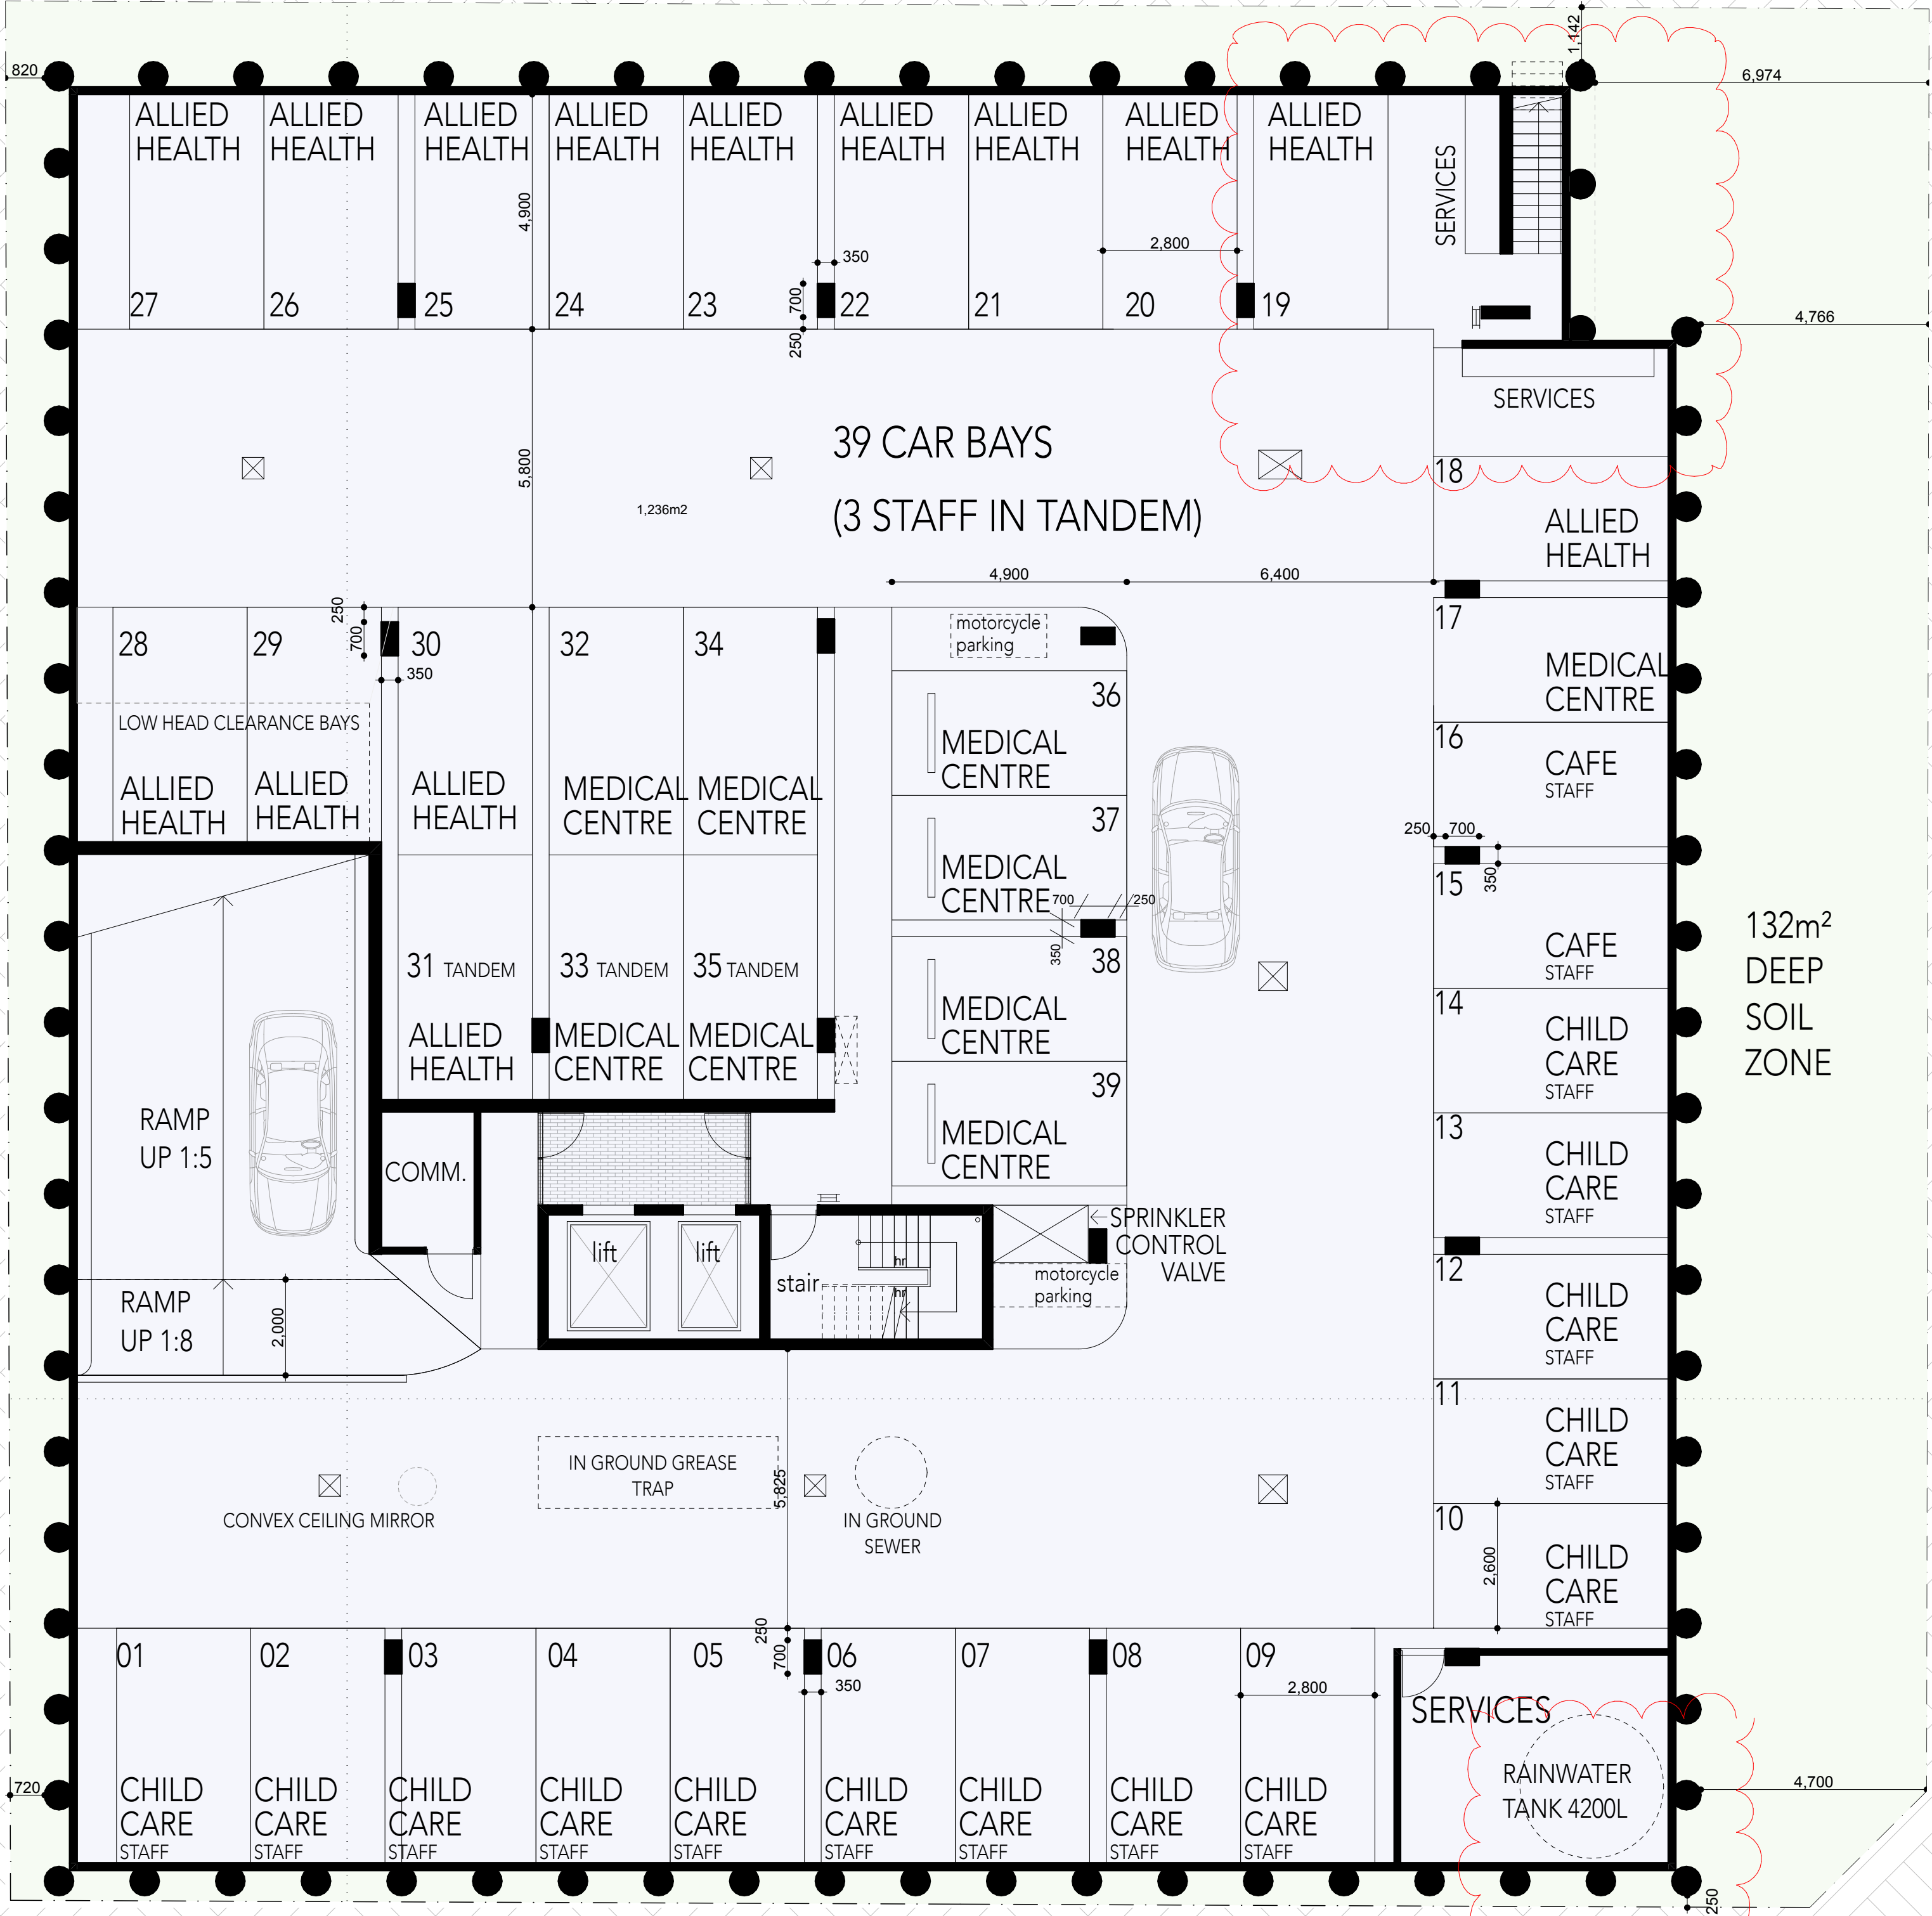 1,142
820
6,974
ALLIED
HEALTH
ALLIED
HEALTH
ALLIED
HEALTH
ALLIED
HEALTH
ALLIED
HEALTH
ALLIED
HEALTH
ALLIED
HEALTH
ALLIED
HEALTH
ALLIED
HEALTH
SERVICES
4,900
2,800
350
700
250
27
26
25
24
23
22
21
20
19
4,766
SERVICES
39 CAR BAYS
(3 STAFF IN TANDEM)
5,800
1,236m2
18
ALLIED
HEALTH
4,900
6,400
250
700
350
28
29
30
32
34
motorcycle
parking
17
MEDICAL
CENTRE
LOW HEAD CLEARANCE BAYS
ALLIED
HEALTH
ALLIED
HEALTH
ALLIED
HEALTH
MEDICAL
CENTRE
MEDICAL
CENTRE
36
MEDICAL
CENTRE
16
CAFE
STAFF
37
MEDICAL
CENTRE
700
250
350
250
700
350
15
CAFE
STAFF
132m²
DEEP
SOIL
ZONE
31 TANDEM
33 TANDEM
35 TANDEM
ALLIED
HEALTH
MEDICAL
CENTRE
MEDICAL
CENTRE
38
MEDICAL
CENTRE
14
CHILD
CARE
STAFF
39
MEDICAL
CENTRE
13
CHILD
CARE
STAFF
RAMP
UP 1:5
COMM.
lift
lift
stair
hr
hr
SPRINKLER
CONTROL
VALVE
motorcycle
parking
12
CHILD
CARE
STAFF
RAMP
UP 1:8
2,000
11
CHILD
CARE
STAFF
IN GROUND GREASE
TRAP
5,825
CONVEX CEILING MIRROR
IN GROUND
SEWER
10
2,600
CHILD
CARE
STAFF
250
700
350
01
02
03
04
05
06
07
08
09
2,800
SERVICES
RAINWATER
TANK 4200L
720
4,700
CHILD
CARE
STAFF
CHILD
CARE
STAFF
CHILD
CARE
STAFF
CHILD
CARE
STAFF
CHILD
CARE
STAFF
CHILD
CARE
STAFF
CHILD
CARE
STAFF
CHILD
CARE
STAFF
CHILD
CARE
STAFF
250